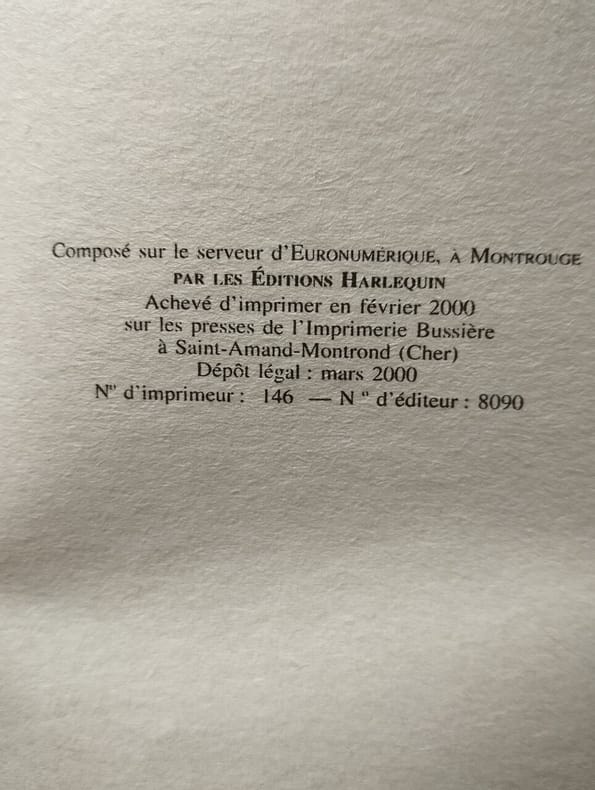 Composé sur le serveur d'EURONUMÉRIQUE, À MONTROUGE
PAR LES ÉDITIONS HARLEQUIN
Achevé d'imprimer en février 2000
sur les presses de l'Imprimerie Bussière
à Saint-Amand-Montrond (Cher)
Dépôt légal : mars 2000
N° d'imprimeur : 146 — N ° d'éditeur : 8090